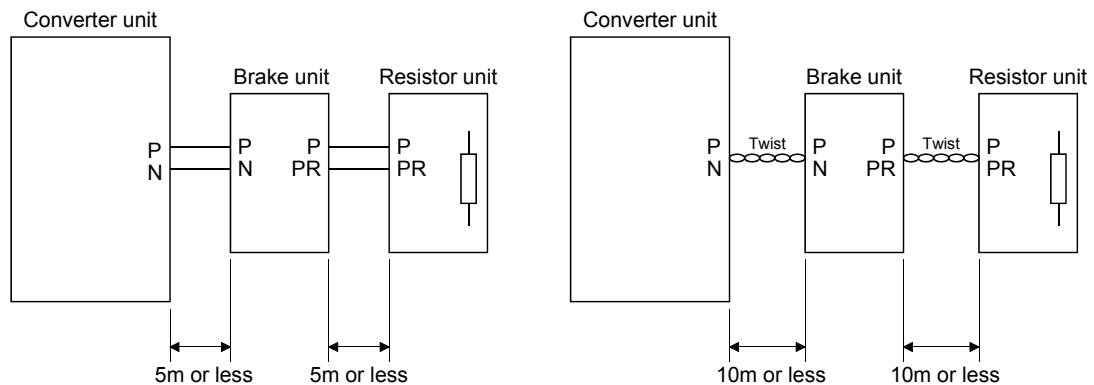 Converter unit
Brake unit
Resistor unit
P
N
P
N
P
PR
P
PR
5m or less
5m or less
Converter unit
Brake unit
Resistor unit
P
N
Twist
P
N
P
PR
Twist
P
PR
10m or less
10m or less